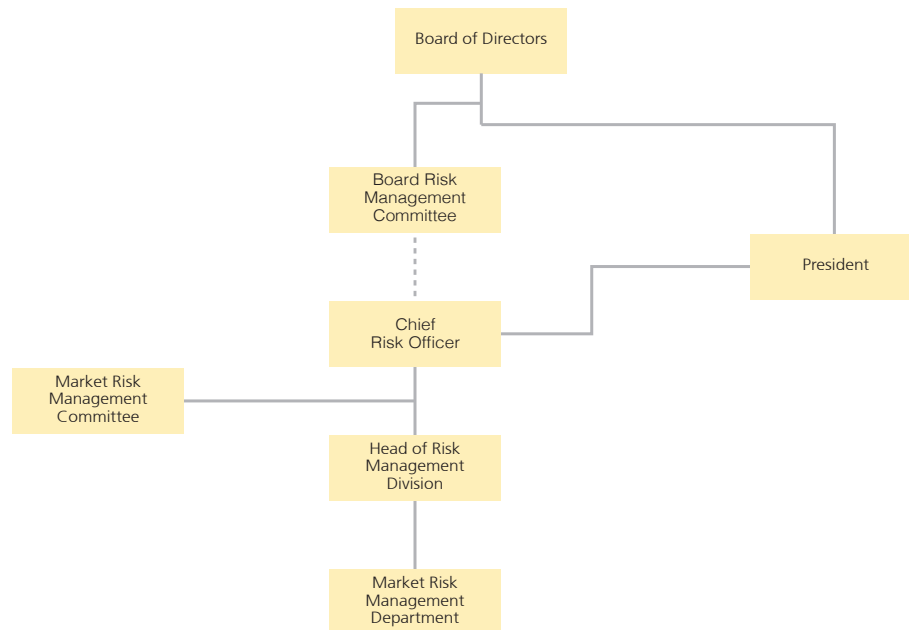 Board of Directors
Board Risk
Management
Committee
President
Chief
Risk Officer
Market Risk
Management
Committee
Head of Risk
Management
Division
Market Risk
Management
Department